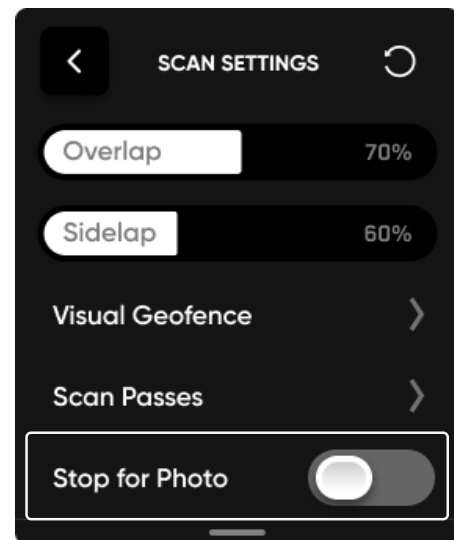 SCAN SETTINGS
Overlap 70%
Sidelap 60%
Visual Geofence
Scan Passes
Stop for Photo